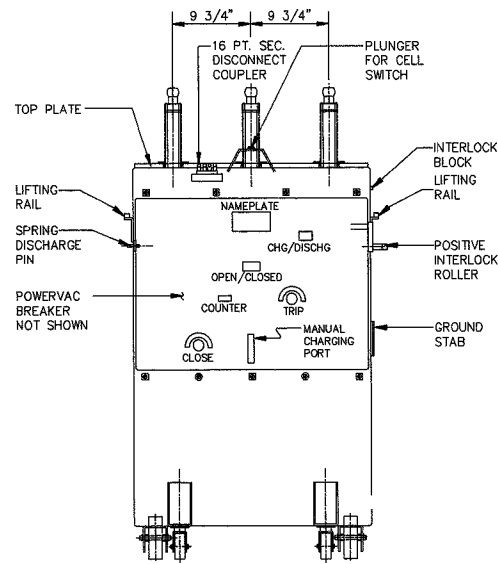 9 3/4"
9 3/4"
16 PT. SEC.
DISCONNECT
COUPLER
PLUNGER
FOR CELL
SWITCH
TOP PLATE
INTERLOCK
BLOCK
LIFTING
RAIL
LIFTING
RAIL
NAMEPLATE
SPRING
DISCHARGE
PIN
CHG/DISCHG
POSITIVE
INTERLOCK
ROLLER
OPEN/CLOSED
POWERVAC
BREAKER
NOT SHOWN
COUNTER
TRIP
MANUAL
CHARGING
PORT
GROUND
STAB
CLOSE